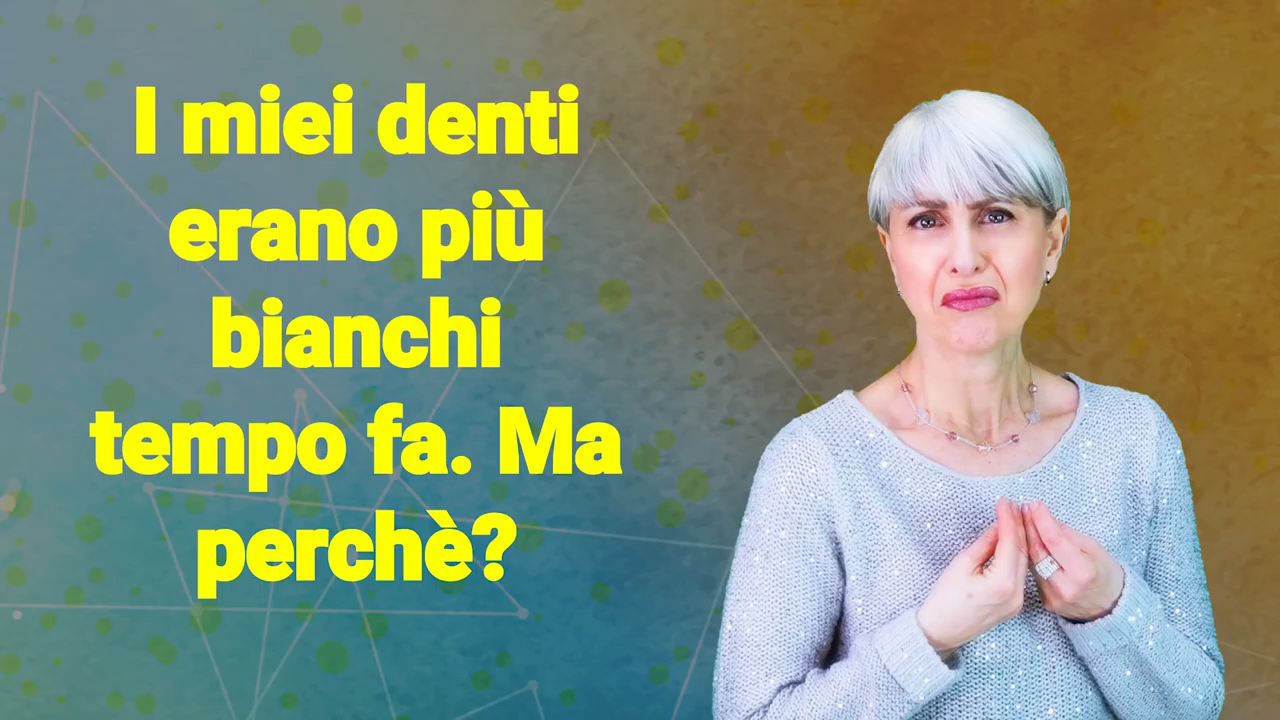 I miei denti
erano più
bianchi
tempo fa. Ma
perchè?